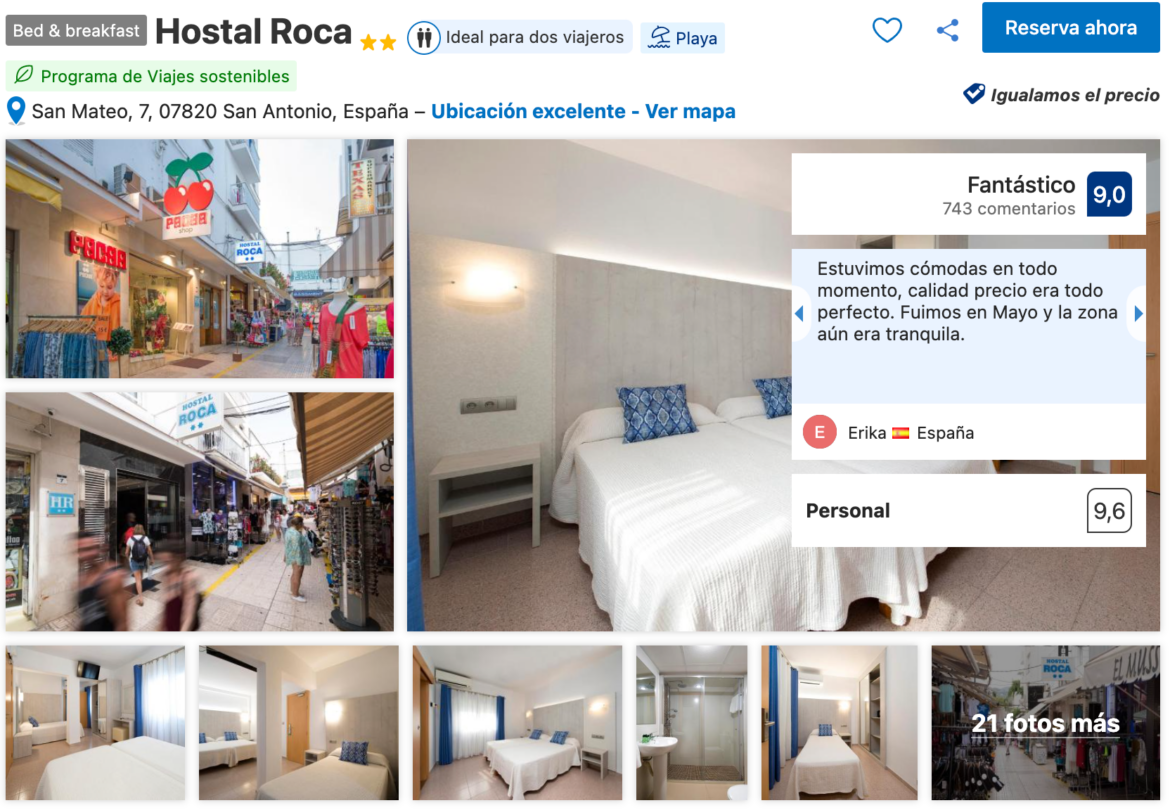 Bed & breakfast
Hostal Roca
Ideal para dos viajeros
Playa
Reserva ahora
Programa de Viajes sostenibles
San Mateo, 7, 07820 San Antonio, España – Ubicación excelente - Ver mapa
Igualamos el precio
PACHA
shop
PACHA
TEXAS
HOSTAL
ROCA
Fantástico
743 comentarios
9,0
Estuvimos cómodas en todo
momento, calidad precio era todo
perfecto. Fuimos en Mayo y la zona
aún era tranquila.
E
Erika España
Personal
9,6
HOSTAL
ROCA
HR
HOSTAL
ROCA
21 fotos más